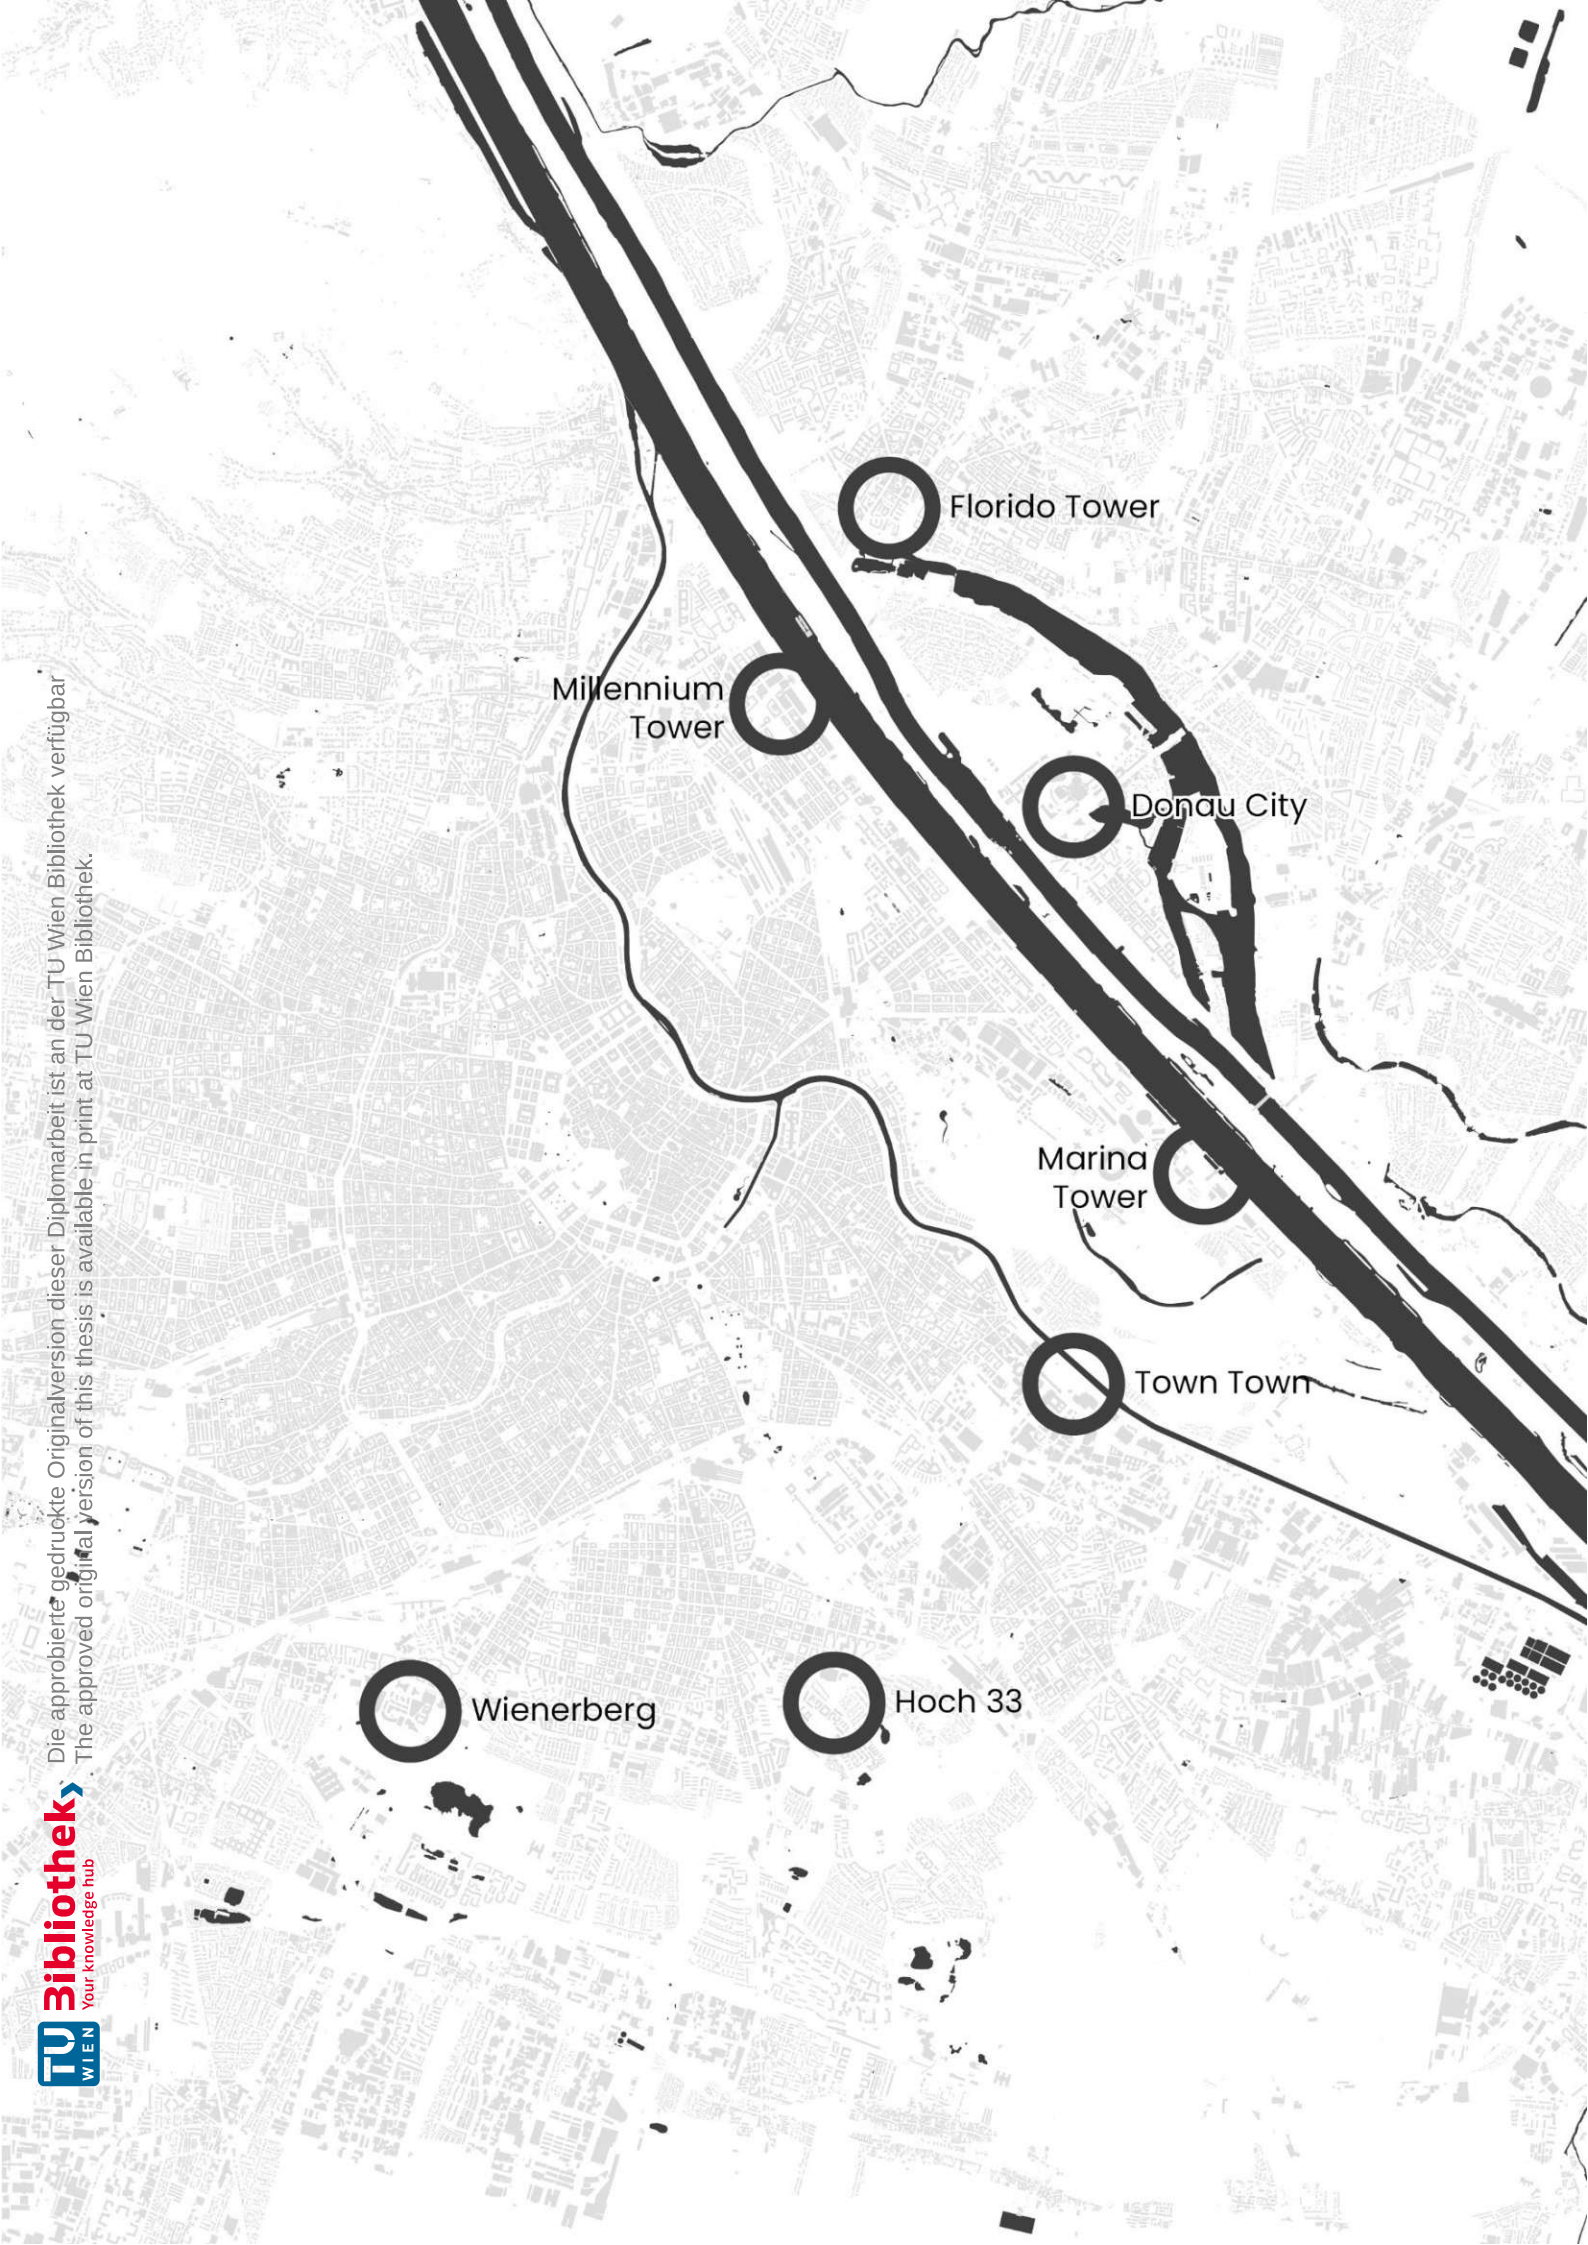 Florido Tower
Millennium
Tower
Donau City
Marina
Tower
Town Town
Wienerberg
Hoch 33
Die approbierte gedruckte Originalversion dieser Diplomarbeit ist an der TU Wien Bibliothek verfügbar
The approved original version of this thesis is available in print at TU Wien Bibliothek.
TU
WIEN
Bibliothek
Your knowledge hub